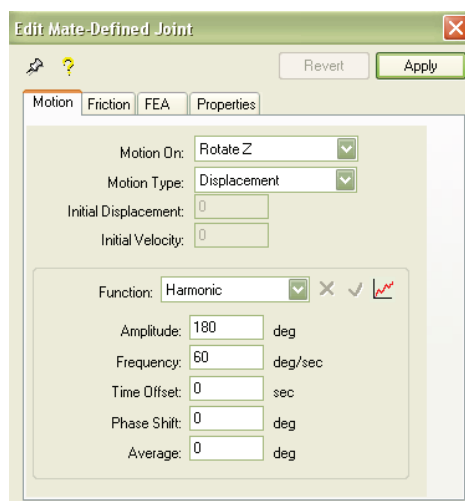 Edit Mate-Defined Joint
Revert Apply
Motion Friction FEA Properties
Motion On: Rotate Z
Motion Type: Displacement
Initial Displacement: 0
Initial Velocity: 0
Function: Harmonic
Amplitude: 180 deg
Frequency: 60 deg/sec
Time Offset: 0 sec
Phase Shift: 0 deg
Average: 0 deg